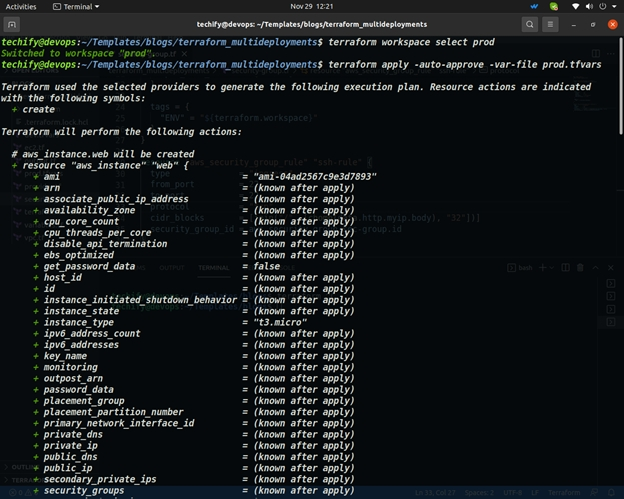 Activities
Terminal
Nov 29 12:21
techify@devops: ~/Templates/blogs/terraform_multideployments
techify@devops:~/Templates/blogs/terraform_multideployments$ terraform workspace select prod
Switched to workspace "prod".
techify@devops:~/Templates/blogs/terraform_multideployments$ terraform apply -auto-approve -var-file prod.tfvars
Terraform used the selected providers to generate the following execution plan. Resource actions are indicated
with the following symbols:
+ create
Terraform will perform the following actions:
# aws_instance.web will be created
+ resource "aws_instance" "web" {
+ ami = "ami-04ad2567c9e3d7893"
+ arn = (known after apply)
+ associate_public_ip_address = (known after apply)
+ availability_zone = (known after apply)
+ cpu_core_count = (known after apply)
+ cpu_threads_per_core = (known after apply)
+ disable_api_termination = (known after apply)
+ ebs_optimized = (known after apply)
+ get_password_data = false
+ host_id = (known after apply)
+ id = (known after apply)
+ instance_initiated_shutdown_behavior = (known after apply)
+ instance_state = (known after apply)
+ instance_type = "t3.micro"
+ ipv6_address_count = (known after apply)
+ ipv6_addresses = (known after apply)
+ key_name = (known after apply)
+ monitoring = (known after apply)
+ outpost_arn = (known after apply)
+ password_data = (known after apply)
+ placement_group = (known after apply)
+ placement_partition_number = (known after apply)
+ primary_network_interface_id = (known after apply)
+ private_dns = (known after apply)
+ private_ip = (known after apply)
+ public_dns = (known after apply)
+ public_ip = (known after apply)
+ secondary_private_ips = (known after apply)
+ security_groups = (known after apply)